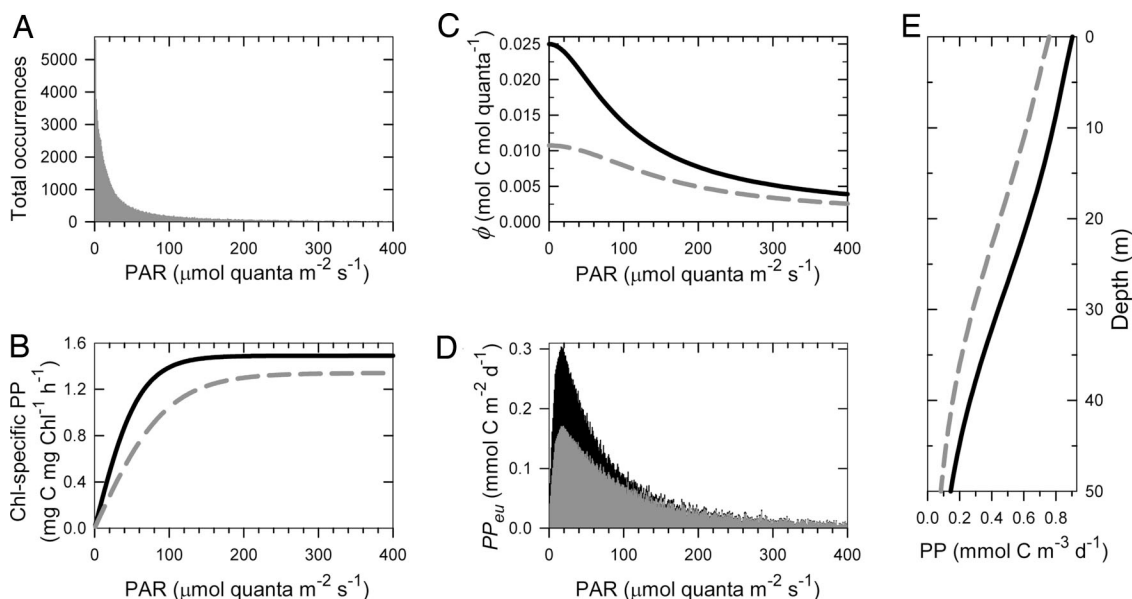 A
Total occurrences
5000
4000
3000
2000
1000
0
0 100 200 300 400
PAR (μmol quanta m⁻² s⁻¹)
B
Chl-specific PP
(mg C mg Chl⁻¹ h⁻¹)
1.6
1.2
0.8
0.4
0.0
0 100 200 300 400
PAR (μmol quanta m⁻² s⁻¹)
C
ϕ (mol C mol quanta⁻¹)
0.025
0.020
0.015
0.010
0.005
0.000
0 100 200 300 400
PAR (μmol quanta m⁻² s⁻¹)
D
PPeu (mmol C m⁻² d⁻¹)
0.3
0.2
0.1
0.0
0 100 200 300 400
PAR (μmol quanta m⁻² s⁻¹)
E
0
10
20
30
40
50
Depth (m)
0.0 0.2 0.4 0.6 0.8
PP (mmol C m⁻³ d⁻¹)